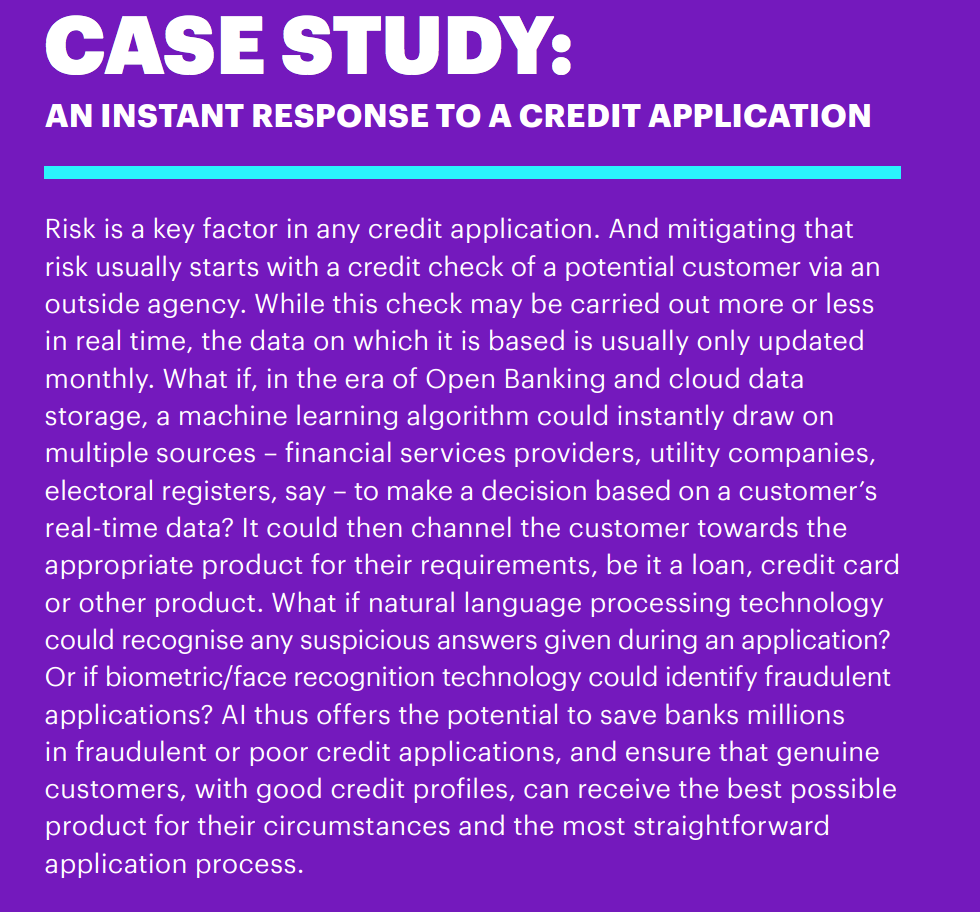 CASE STUDY:
AN INSTANT RESPONSE TO A CREDIT APPLICATION
Risk is a key factor in any credit application. And mitigating that
risk usually starts with a credit check of a potential customer via an
outside agency. While this check may be carried out more or less
in real time, the data on which it is based is usually only updated
monthly. What if, in the era of Open Banking and cloud data
storage, a machine learning algorithm could instantly draw on
multiple sources – financial services providers, utility companies,
electoral registers, say – to make a decision based on a customer’s
real-time data? It could then channel the customer towards the
appropriate product for their requirements, be it a loan, credit card
or other product. What if natural language processing technology
could recognise any suspicious answers given during an application?
Or if biometric/face recognition technology could identify fraudulent
applications? AI thus offers the potential to save banks millions
in fraudulent or poor credit applications, and ensure that genuine
customers, with good credit profiles, can receive the best possible
product for their circumstances and the most straightforward
application process.